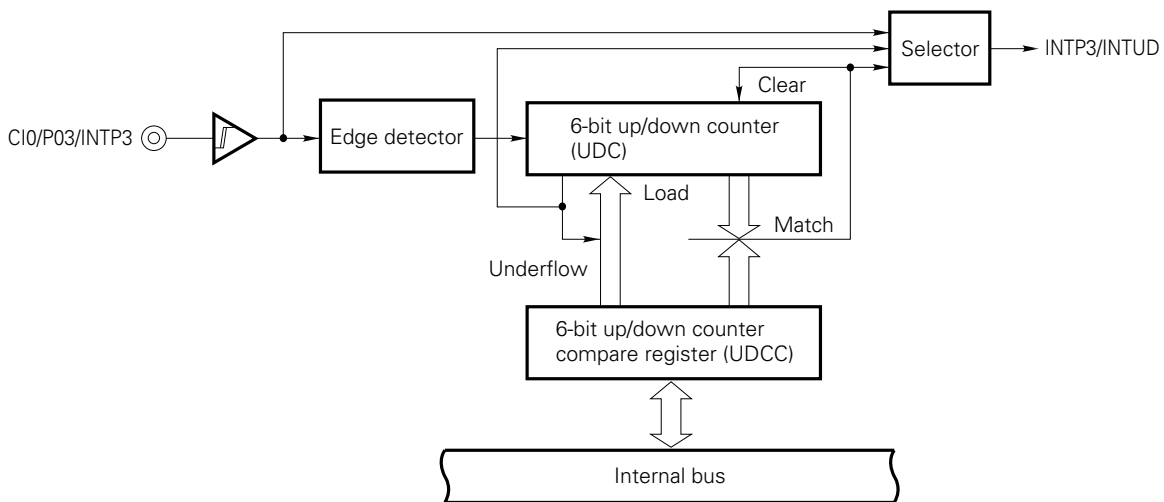 Selector
INTP3/INTUD
Clear
CI0/P03/INTP3
Edge detector
6-bit up/down counter
(UDC)
Load
Match
Underflow
6-bit up/down counter
compare register (UDCC)
Internal bus